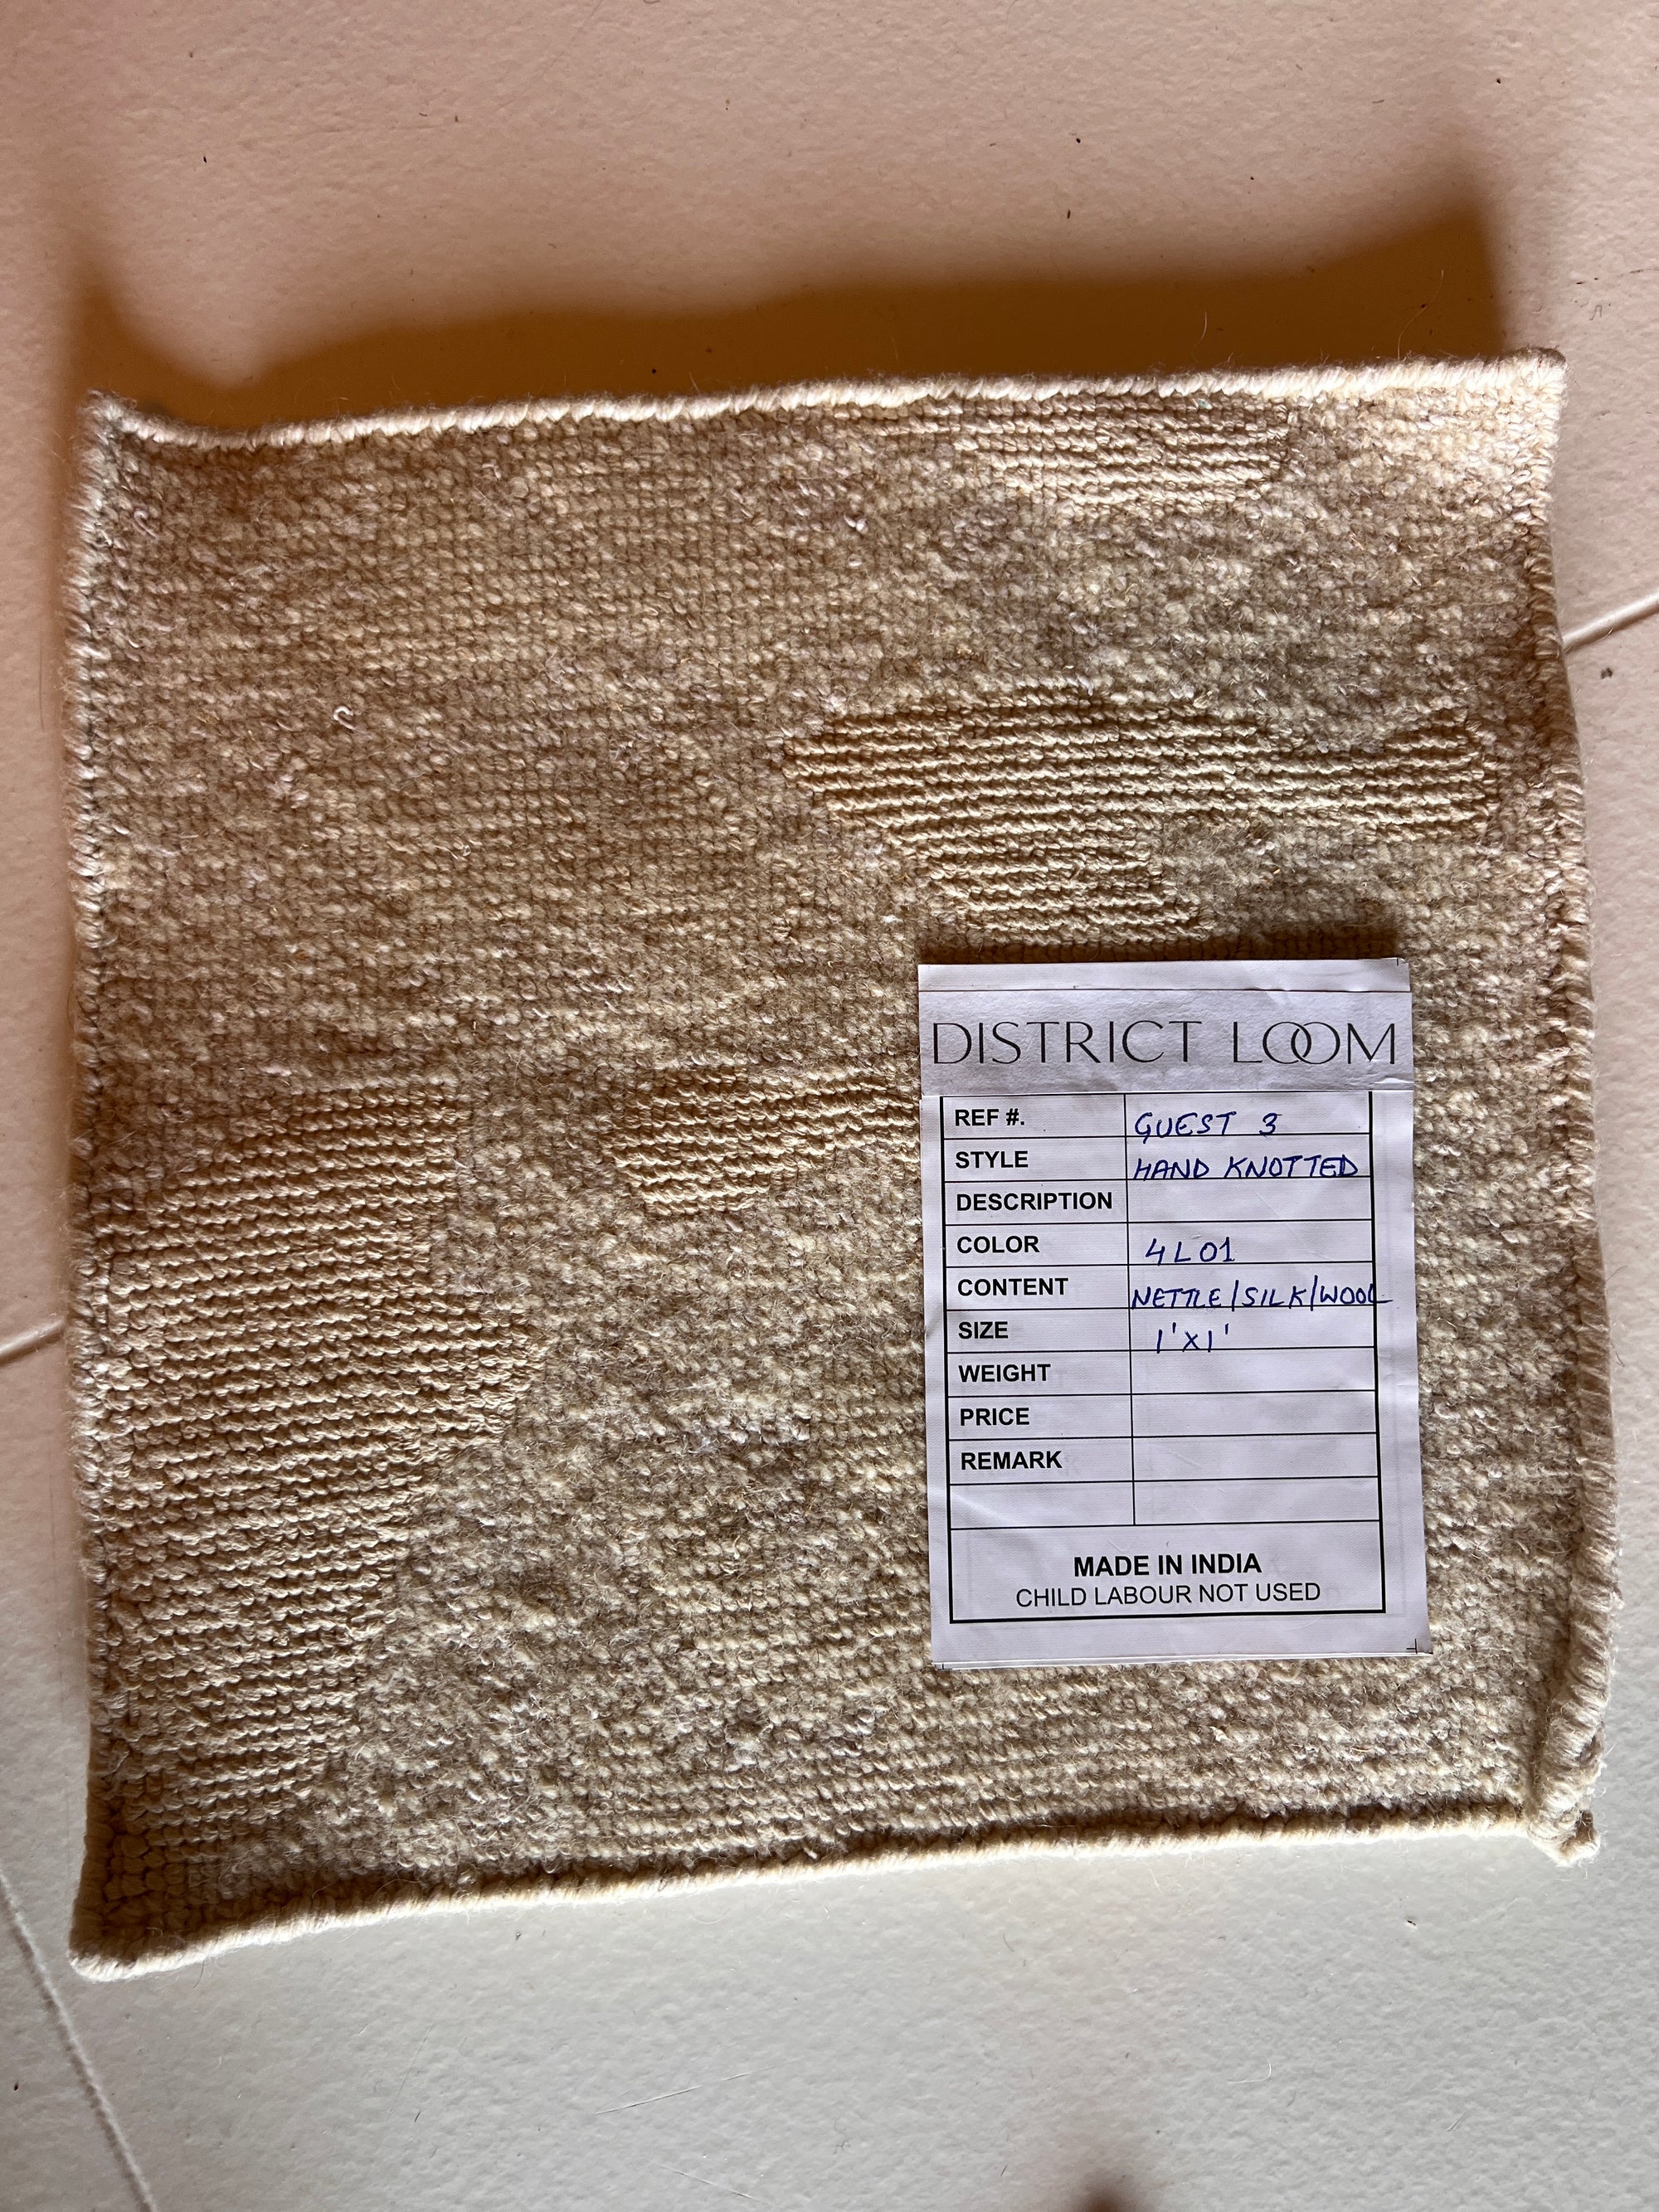 DISTRICT LOOM
REF #. GUEST 3
STYLE HAND KNOTTED
DESCRIPTION
COLOR 4L01
CONTENT NETTLE/SILK/WOOL
SIZE 1'X1'
WEIGHT
PRICE
REMARK
MADE IN INDIA
CHILD LABOUR NOT USED